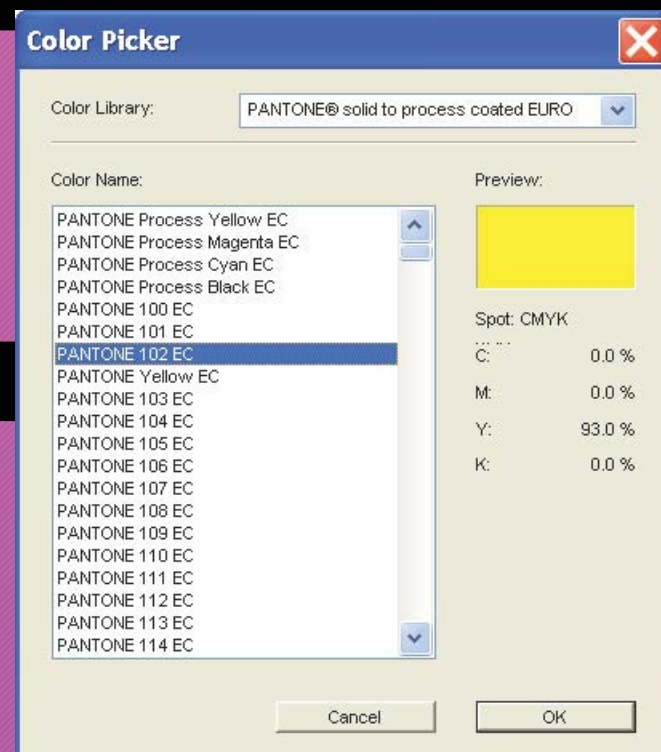 Color Picker
Color Library:
PANTONE® solid to process coated EURO
Color Name:
Preview:
PANTONE Process Yellow EC
PANTONE Process Magenta EC
PANTONE Process Cyan EC
PANTONE Process Black EC
PANTONE 100 EC
PANTONE 101 EC
PANTONE 102 EC
PANTONE Yellow EC
PANTONE 103 EC
PANTONE 104 EC
PANTONE 105 EC
PANTONE 106 EC
PANTONE 107 EC
PANTONE 108 EC
PANTONE 109 EC
PANTONE 110 EC
PANTONE 111 EC
PANTONE 112 EC
PANTONE 113 EC
PANTONE 114 EC
Spot: CMYK
C: 0.0 %
M: 0.0 %
Y: 93.0 %
K: 0.0 %
Cancel
OK